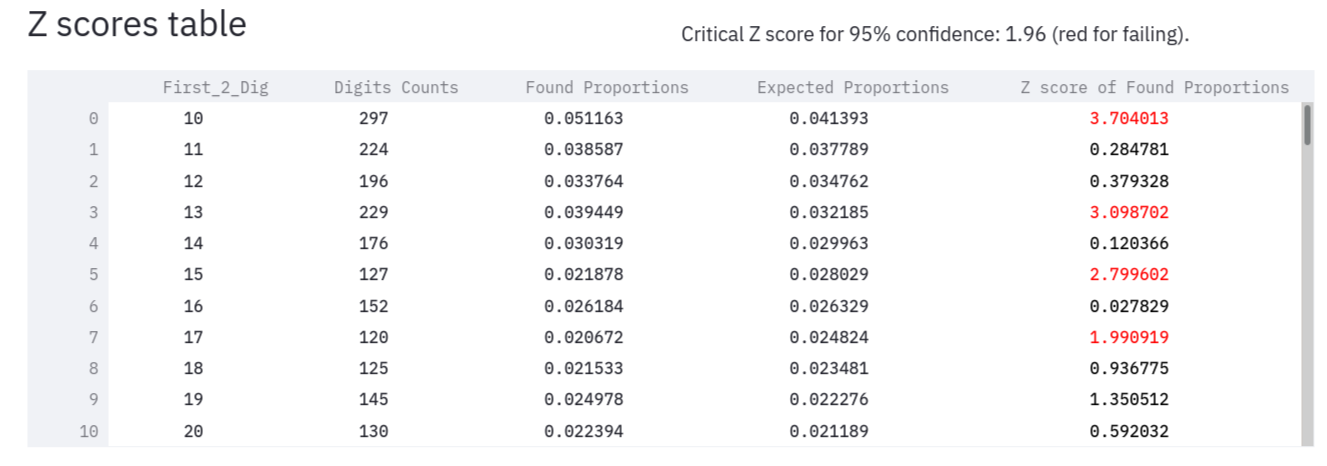 Z scores table
Critical Z score for 95% confidence: 1.96 (red for failing).
First_2_Dig Digits Counts Found Proportions Expected Proportions Z score of Found Proportions
0 10 297 0.051163 0.041393 3.704013
1 11 224 0.038587 0.037789 0.284781
2 12 196 0.033764 0.034762 0.379328
3 13 229 0.039449 0.032185 3.098702
4 14 176 0.030319 0.029963 0.120366
5 15 127 0.021878 0.028029 2.799602
6 16 152 0.026184 0.026329 0.027829
7 17 120 0.020672 0.024824 1.990919
8 18 125 0.021533 0.023481 0.936775
9 19 145 0.024978 0.022276 1.350512
10 20 130 0.022394 0.021189 0.592032